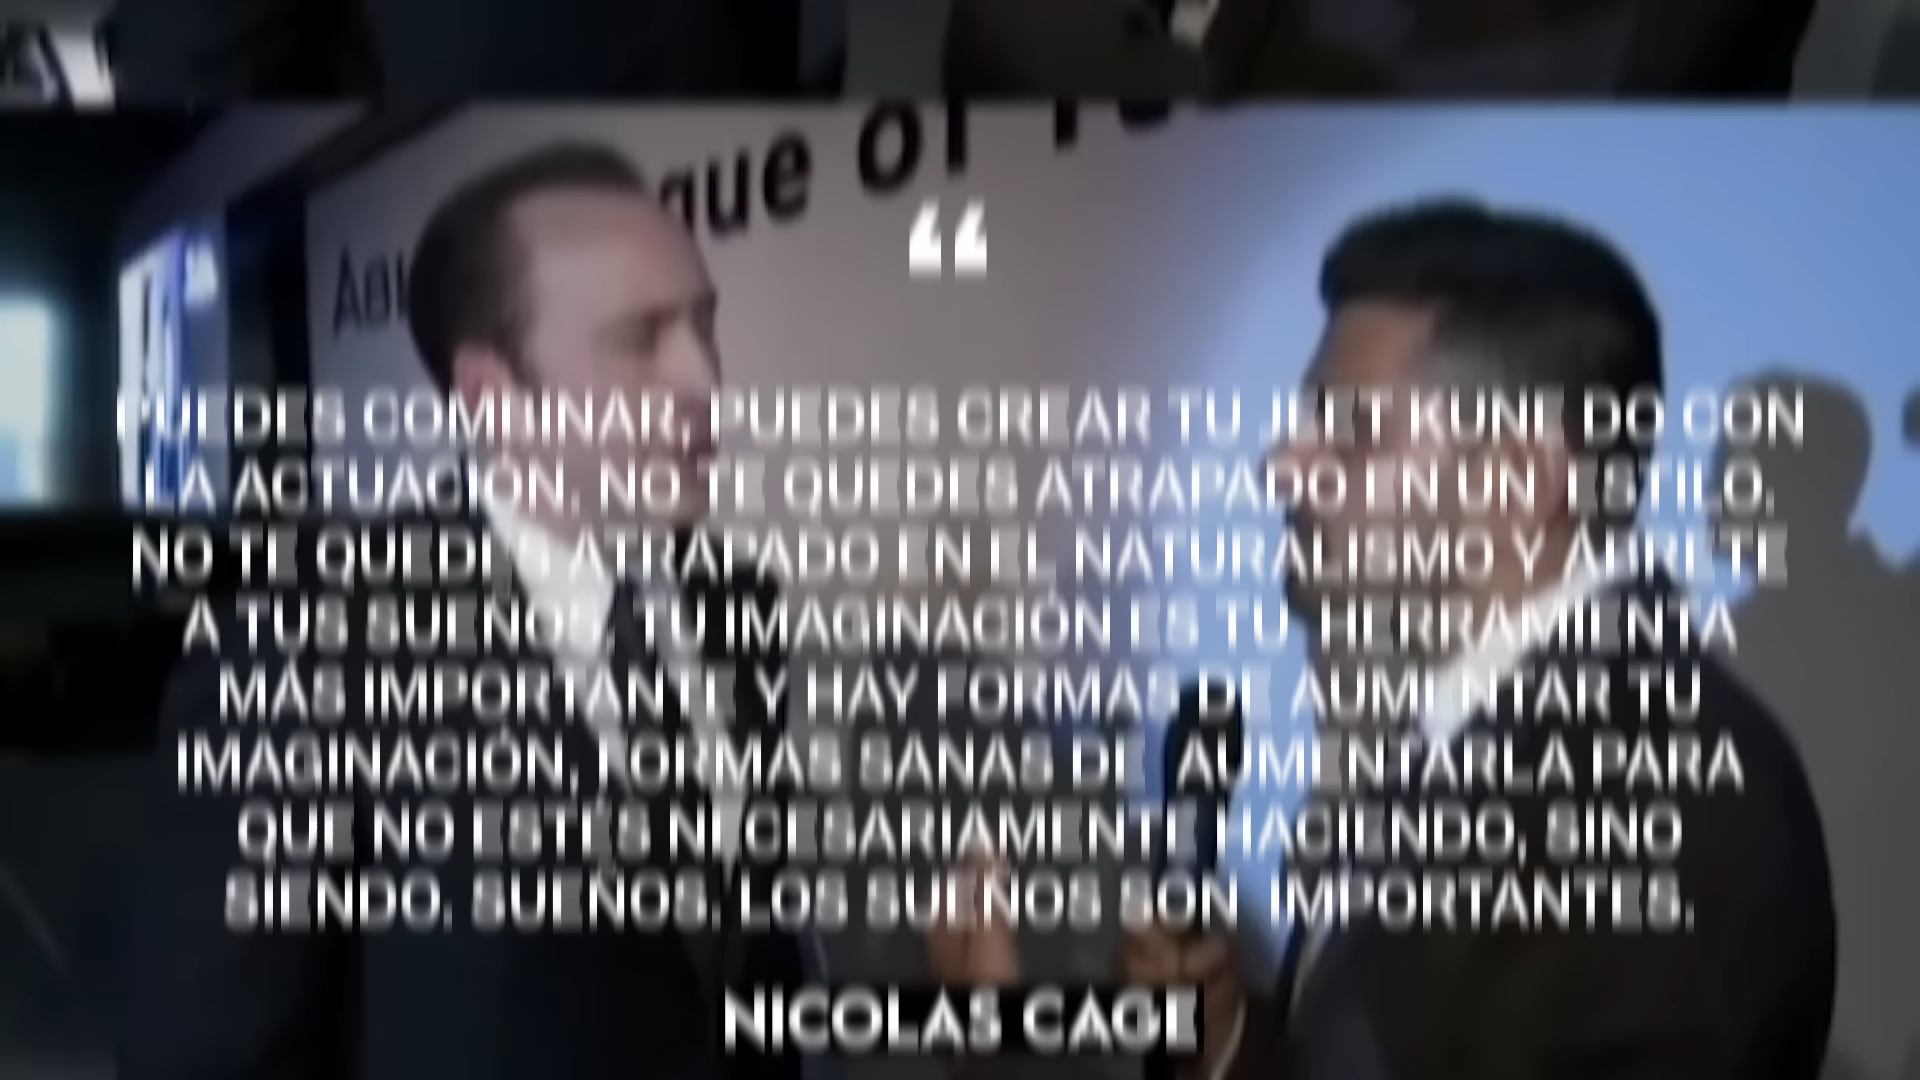 que of
“
PUEDES COMBINAR, PUEDES CREAR TU JEET KUNE DO CON
LA ACTUACIÓN. NO TE QUEDES ATRAPADO EN UN ESTILO.
NO TE QUEDES ATRAPADO EN EL NATURALISMO Y ÁBRETE
A TUS SUEÑOS. TU IMAGINACIÓN ES TU HERRAMIENTA
MÁS IMPORTANTE Y HAY FORMAS DE AUMENTAR TU
IMAGINACIÓN, FORMAS SANAS DE AUMENTARLA PARA
QUE NO ESTÉS NECESARIAMENTE HACIENDO, SINO
SIENDO. SUEÑOS. LOS SUEÑOS SON IMPORTANTES.
NICOLAS CAGE